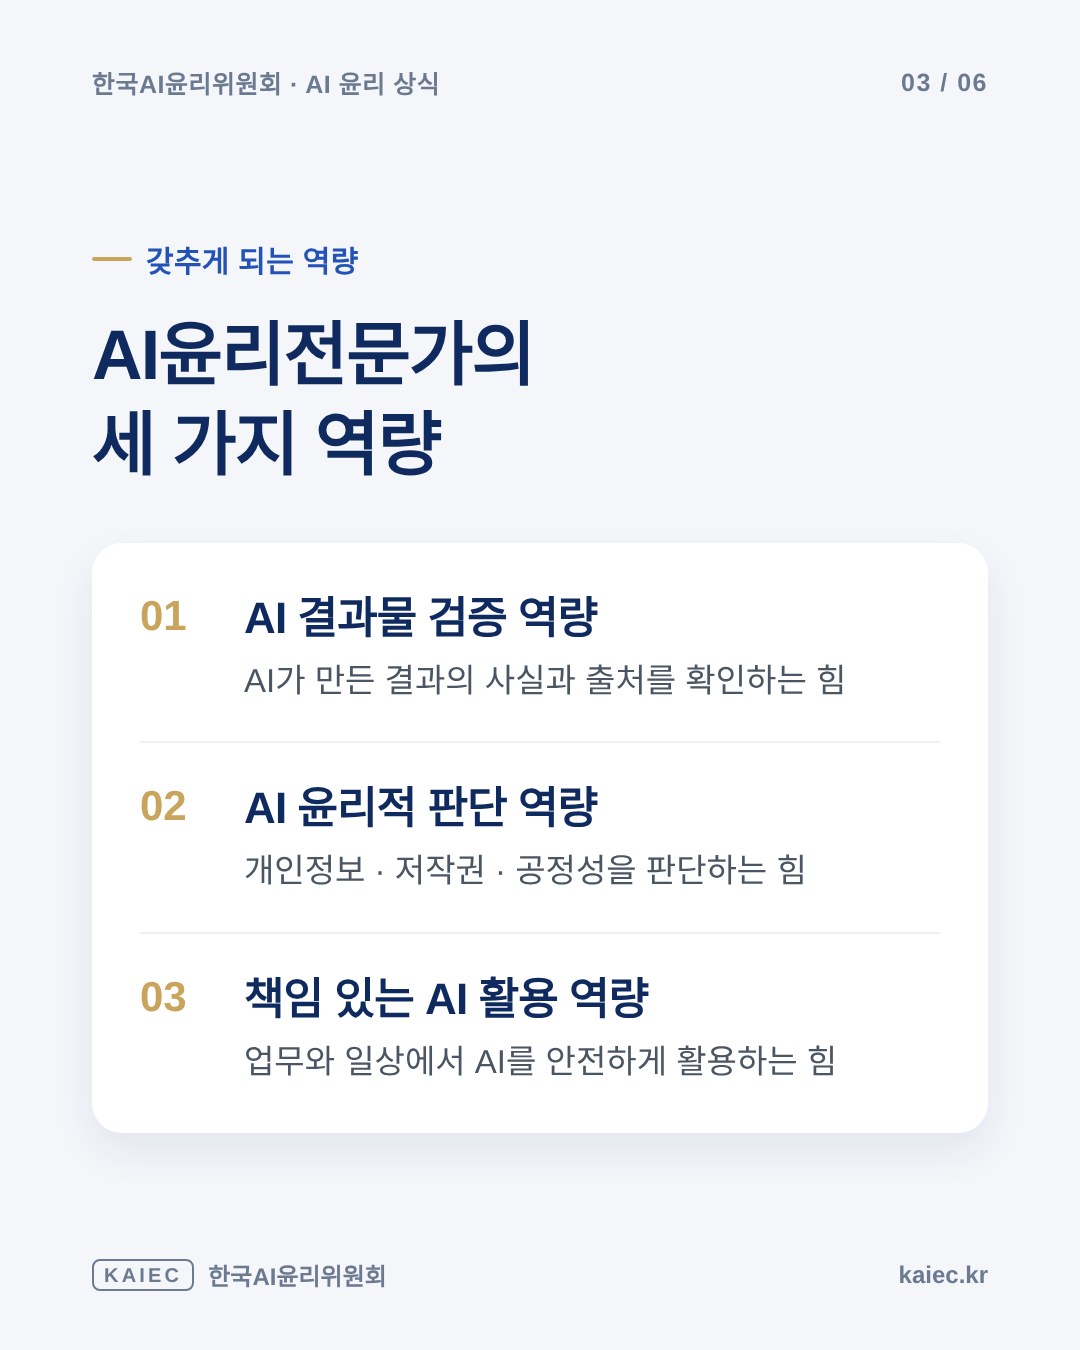 한국AI윤리위원회 · AI 윤리 상식
03 / 06
갖추게 되는 역량
AI윤리전문가의
세 가지 역량
01
AI 결과물 검증 역량
AI가 만든 결과의 사실과 출처를 확인하는 힘
02
AI 윤리적 판단 역량
개인정보 · 저작권 · 공정성을 판단하는 힘
03
책임 있는 AI 활용 역량
업무와 일상에서 AI를 안전하게 활용하는 힘
KAIEC 한국AI윤리위원회
kaiec.kr